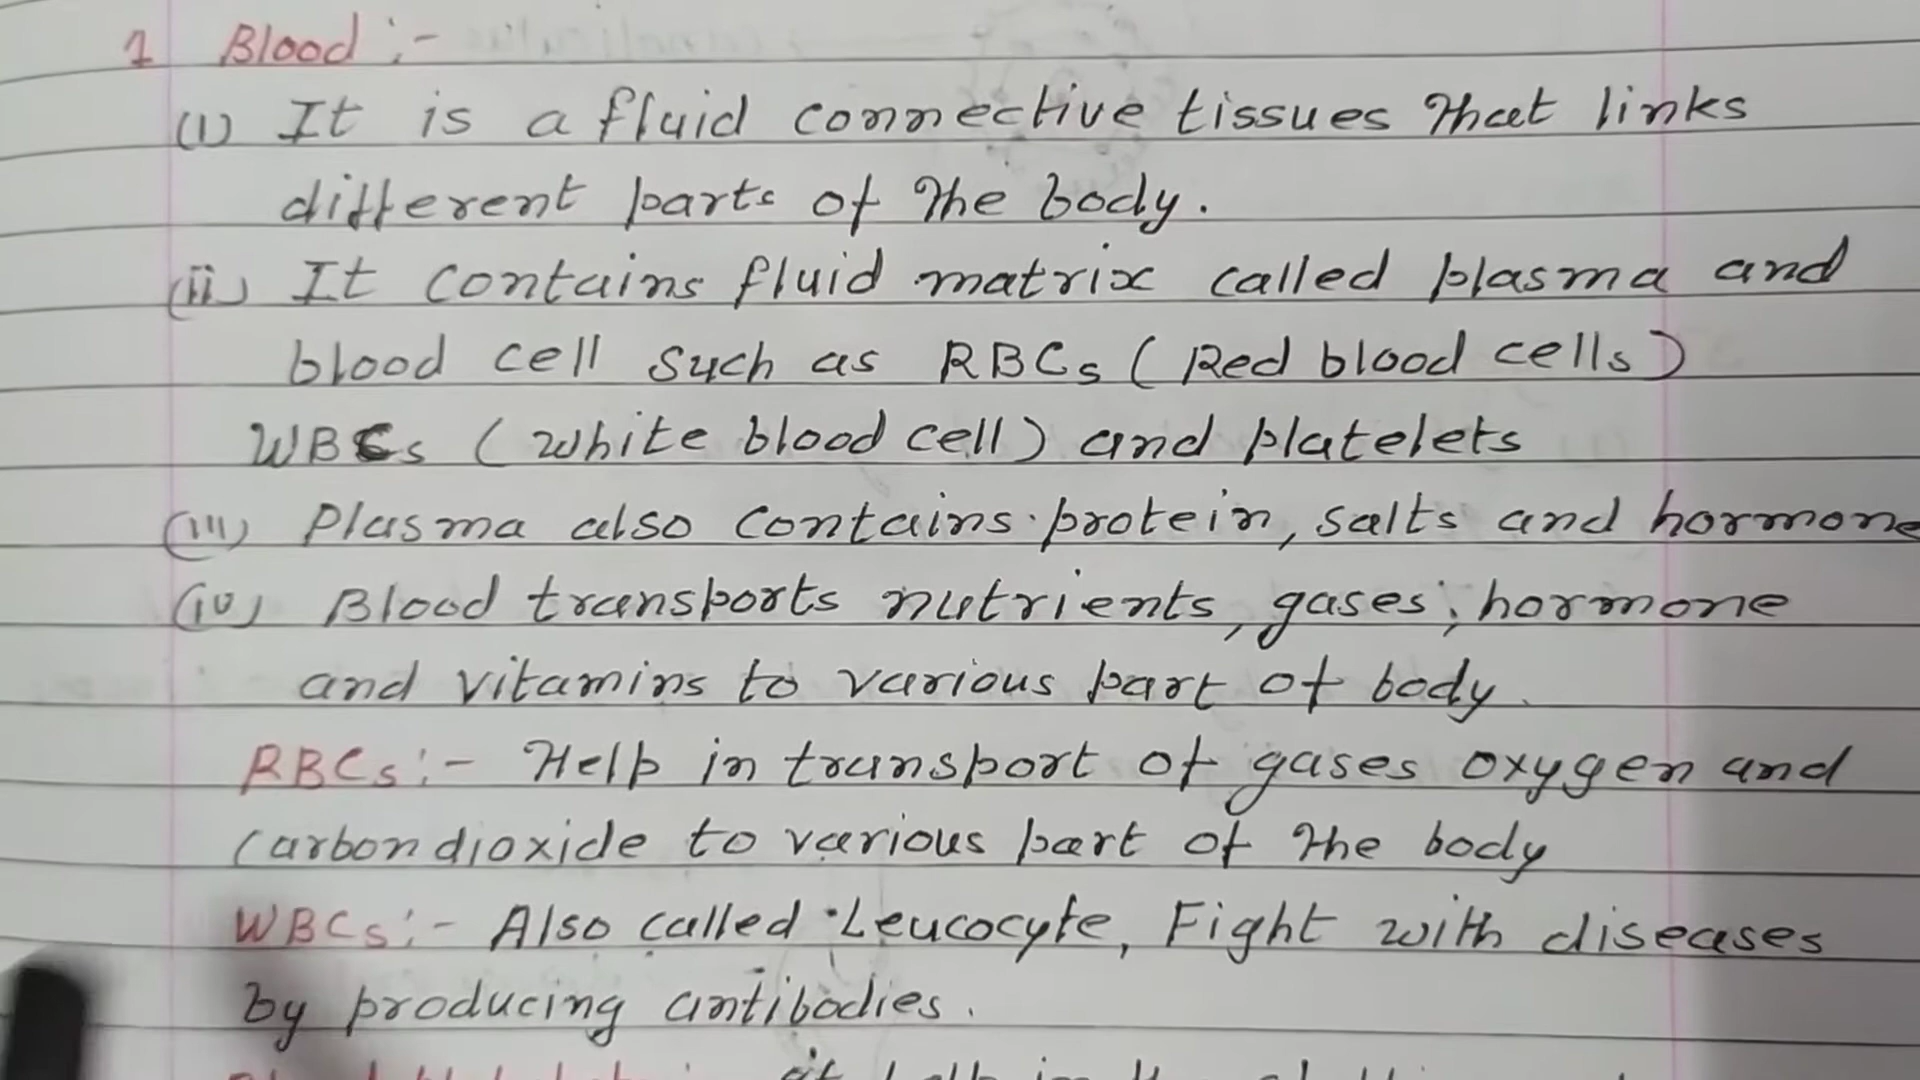 1 Blood :-
(i) It is a fluid connective tissues that links
different parts of the body.
(ii) It contains fluid matrix called plasma and
blood cell such as RBCs (Red blood cells)
WBCs (white blood cell) and platelets
(iii) Plasma also contains protein, salts and hormone
(iv) Blood transports nutrients, gases, hormone
and vitamins to various part of body.
RBCs :- Help in transport of gases oxygen and
carbondioxide to various part of the body
WBCs :- Also called Leucocyte, Fight with diseases
by producing antibodies.